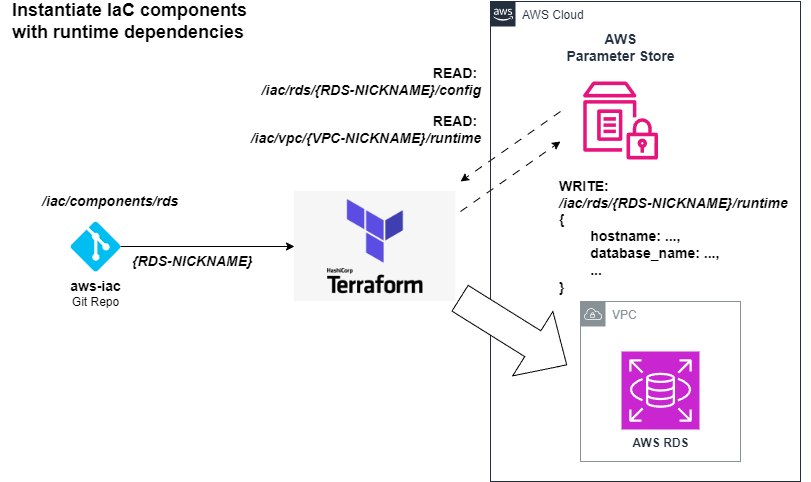 Instantiate IaC components
with runtime dependencies
aws
AWS Cloud
AWS
Parameter Store
READ:
/iac/rds/{RDS-NICKNAME}/config
READ:
/iac/vpc/{VPC-NICKNAME}/runtime
/iac/components/rds
{RDS-NICKNAME}
aws-iac
Git Repo
HashiCorp
Terraform
WRITE:
/iac/rds/{RDS-NICKNAME}/runtime
{
hostname: ...,
database_name: ...,
...
}
VPC
AWS RDS